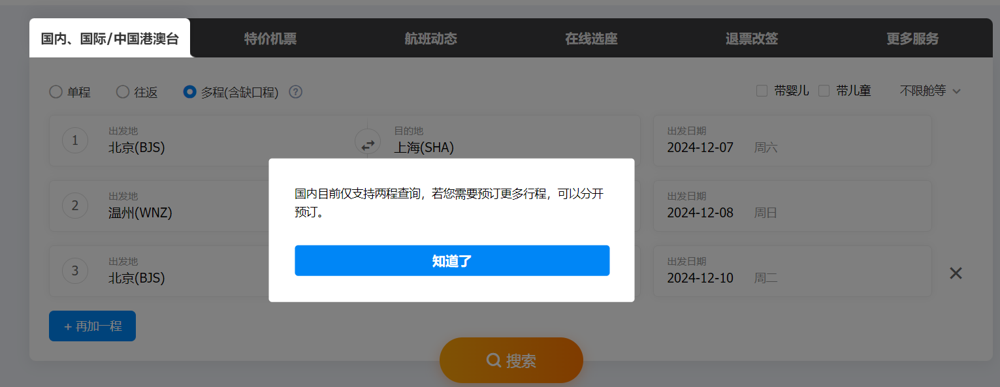 国内、国际/中国港澳台 特价机票 航班动态 在线选座 退票改签 更多服务
单程 往返 多程(含缺口程) ? 带婴儿 带儿童 不限舱等
出发地 目的地 出发日期
1 北京(BJS) 上海(SHA) 2024-12-07 周六
国内目前仅支持两程查询，若您需要预订更多行程，可以分开
预订。
知道了
出发地 出发日期
2 温州(WNZ) 2024-12-08 周日
出发地 出发日期
3 北京(BJS) 2024-12-10 周二
+ 再加一程
搜索